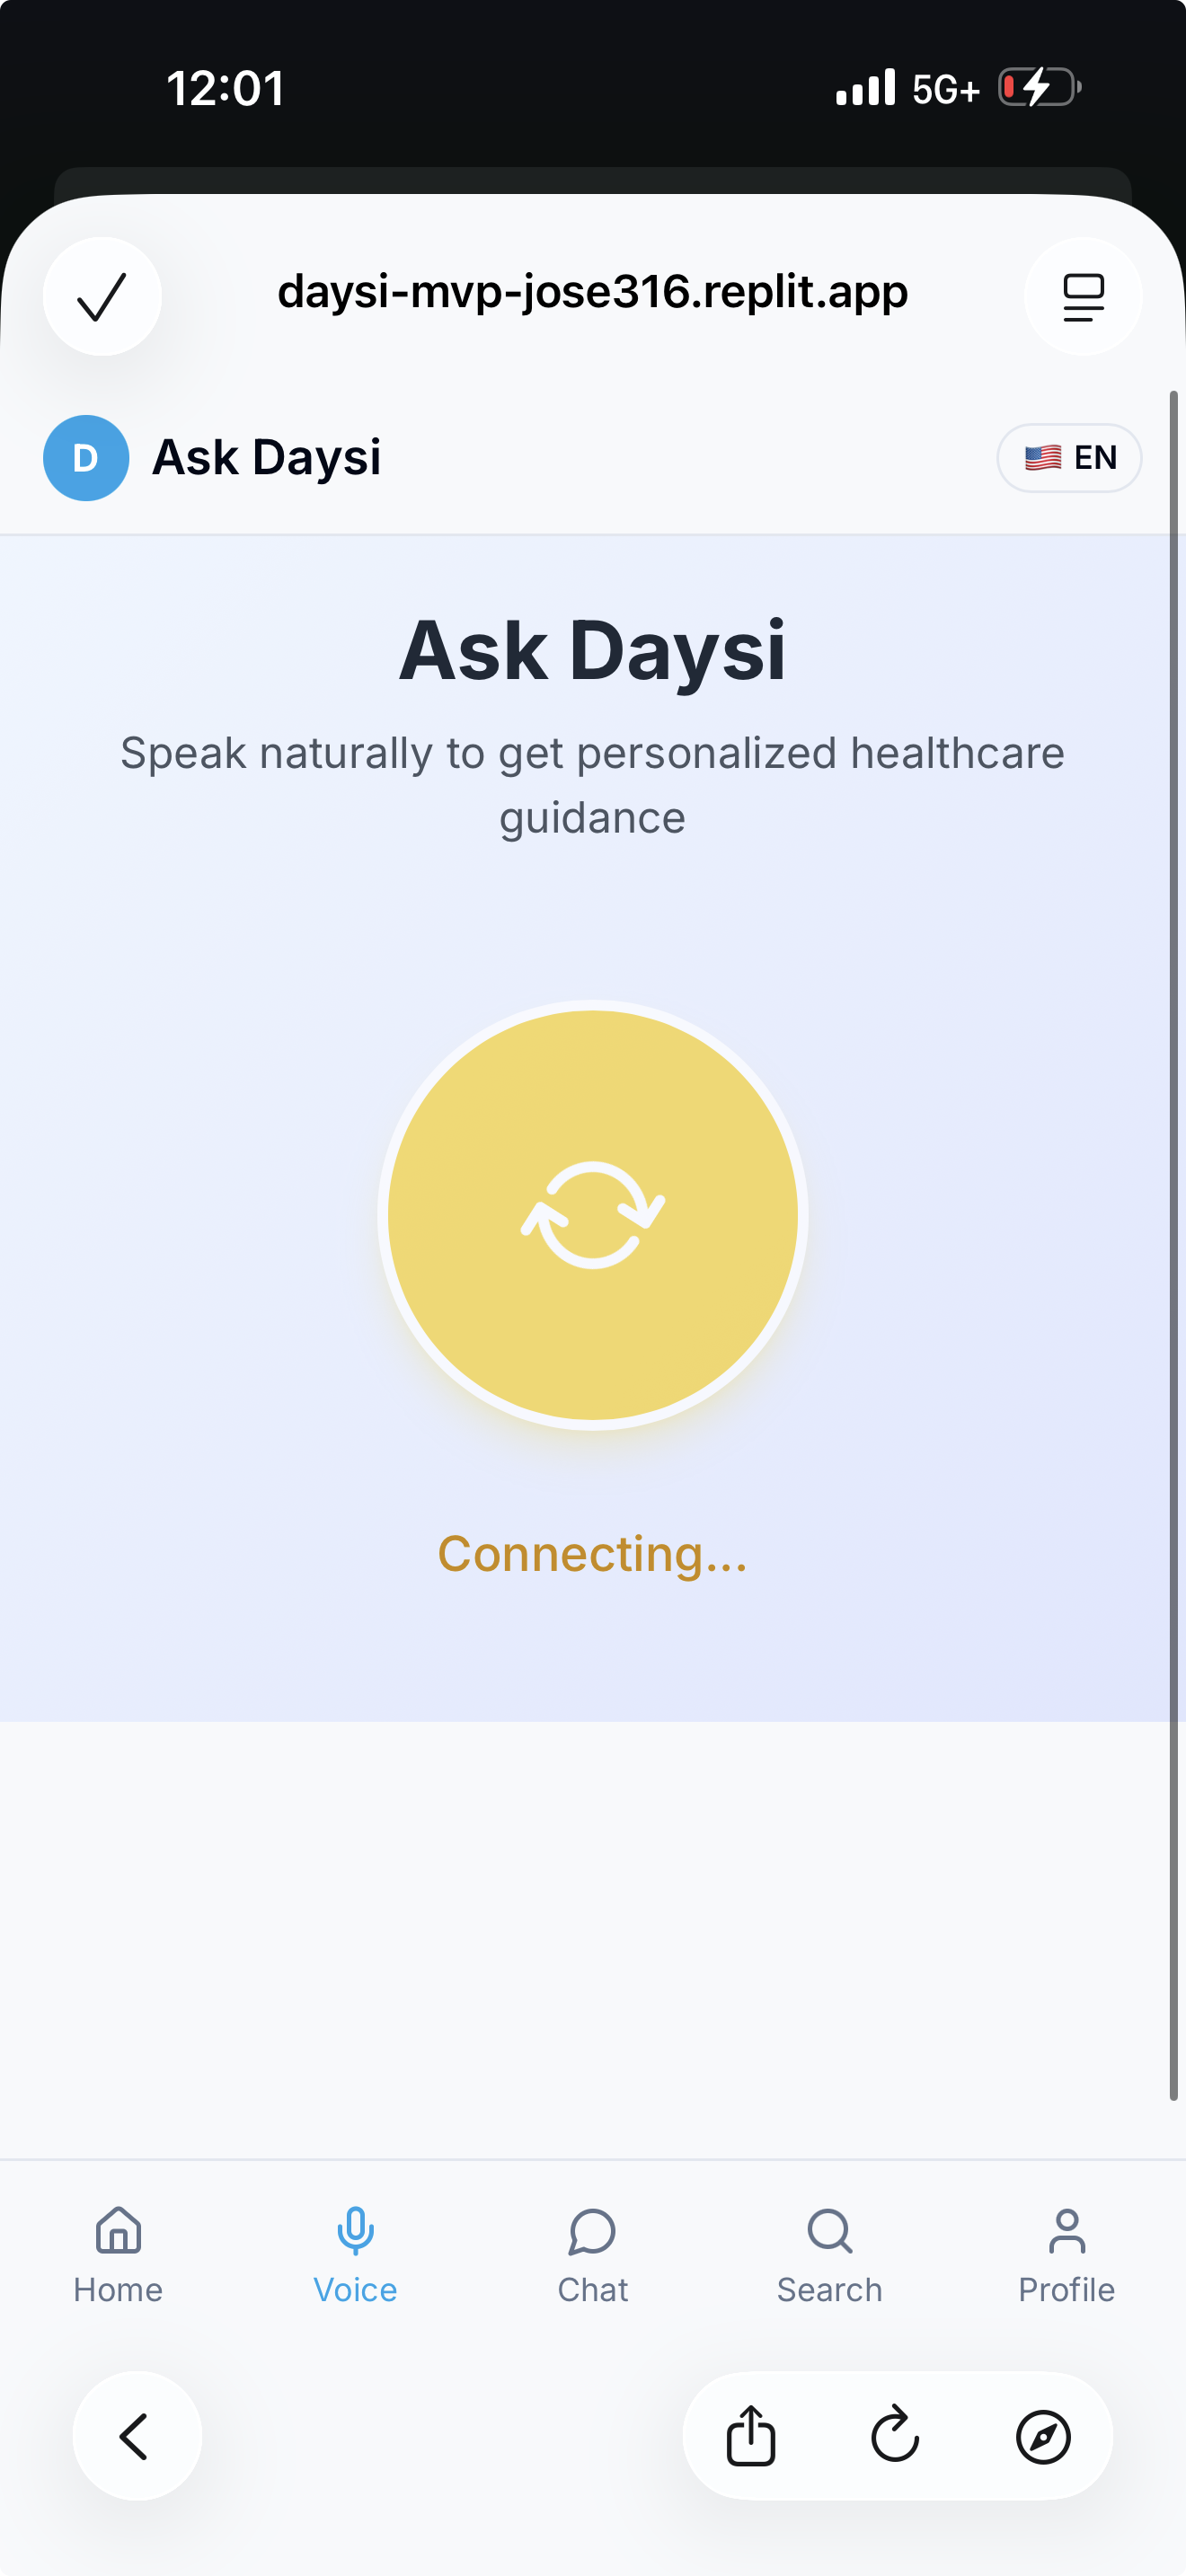 12:01
5G+
daysi-mvp-jose316.replit.app
D
Ask Daysi
EN
Ask Daysi
Speak naturally to get personalized healthcare
guidance
Connecting...
Home
Voice
Chat
Search
Profile